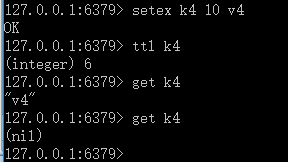 127.0.0.1:6379> setex k4 10 v4
OK
127.0.0.1:6379> ttl k4
(integer) 6
127.0.0.1:6379> get k4
"v4"
127.0.0.1:6379> get k4
(nil)
127.0.0.1:6379>